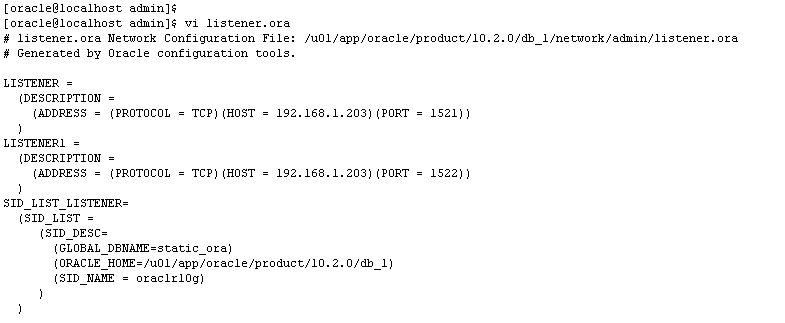 [oracle@localhost admin]$
[oracle@localhost admin]$ vi listener.ora
# listener.ora Network Configuration File: /u01/app/oracle/product/10.2.0/db_1/network/admin/listener.ora
# Generated by Oracle configuration tools.

LISTENER =
  (DESCRIPTION =
    (ADDRESS = (PROTOCOL = TCP)(HOST = 192.168.1.203)(PORT = 1521))
  )
LISTENER1 =
  (DESCRIPTION =
    (ADDRESS = (PROTOCOL = TCP)(HOST = 192.168.1.203)(PORT = 1522))
  )
SID_LIST_LISTENER=
  (SID_LIST =
     (SID_DESC=
       (GLOBAL_DBNAME=static_ora)
       (ORACLE_HOME=/u01/app/oracle/product/10.2.0/db_1)
       (SID_NAME = oraclr10g)
     )
  )